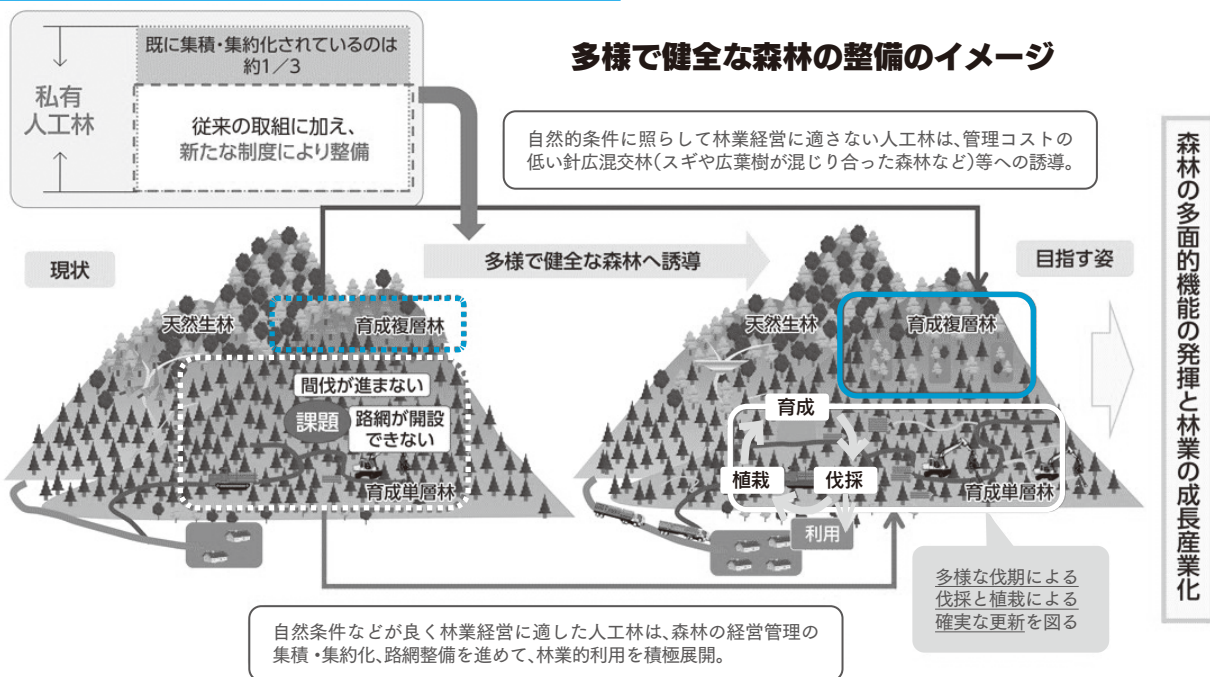 多様で健全な森林の整備のイメージ
既に集積・集約化されているのは
約1/3
私有
人工林
従来の取組に加え、
新たな制度により整備
自然的条件に照らして林業経営に適さない人工林は、管理コストの
低い針広混交林(スギや広葉樹が混じり合った森林など)等への誘導。
現状
多様で健全な森林へ誘導
目指す姿
天然生林
育成複層林
間伐が進まない
課題
路網が開設
できない
育成単層林
天然生林
育成複層林
育成
植栽
伐採
育成単層林
利用
多様な伐期による
伐採と植栽による
確実な更新を図る
自然条件などが良く林業経営に適した人工林は、森林の経営管理の
集積・集約化、路網整備を進めて、林業的利用を積極展開。
森林の多面的機能の発揮と林業の成長産業化